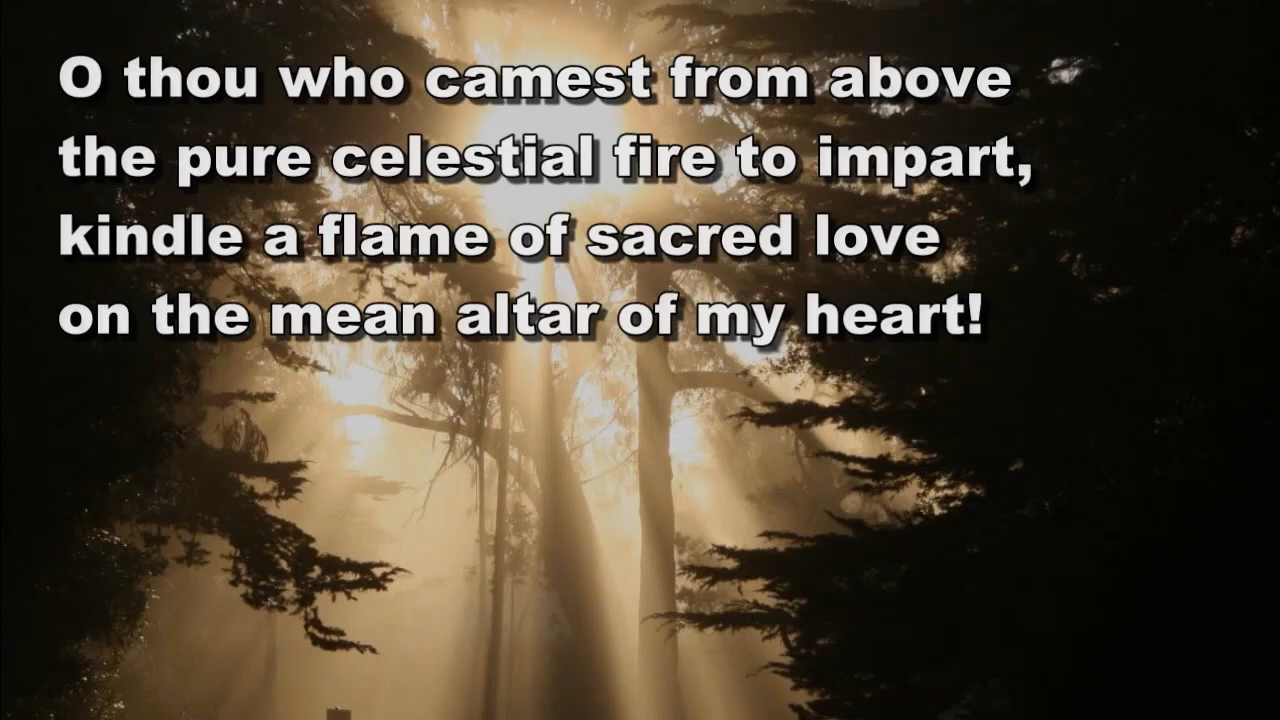 O thou who camest from above
the pure celestial fire to impart,
kindle a flame of sacred love
on the mean altar of my heart!